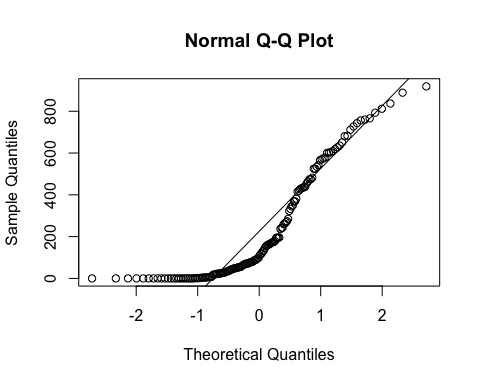 Normal Q-Q Plot
Sample Quantiles
800
600
400
200
0
-2 -1 0 1 2
Theoretical Quantiles